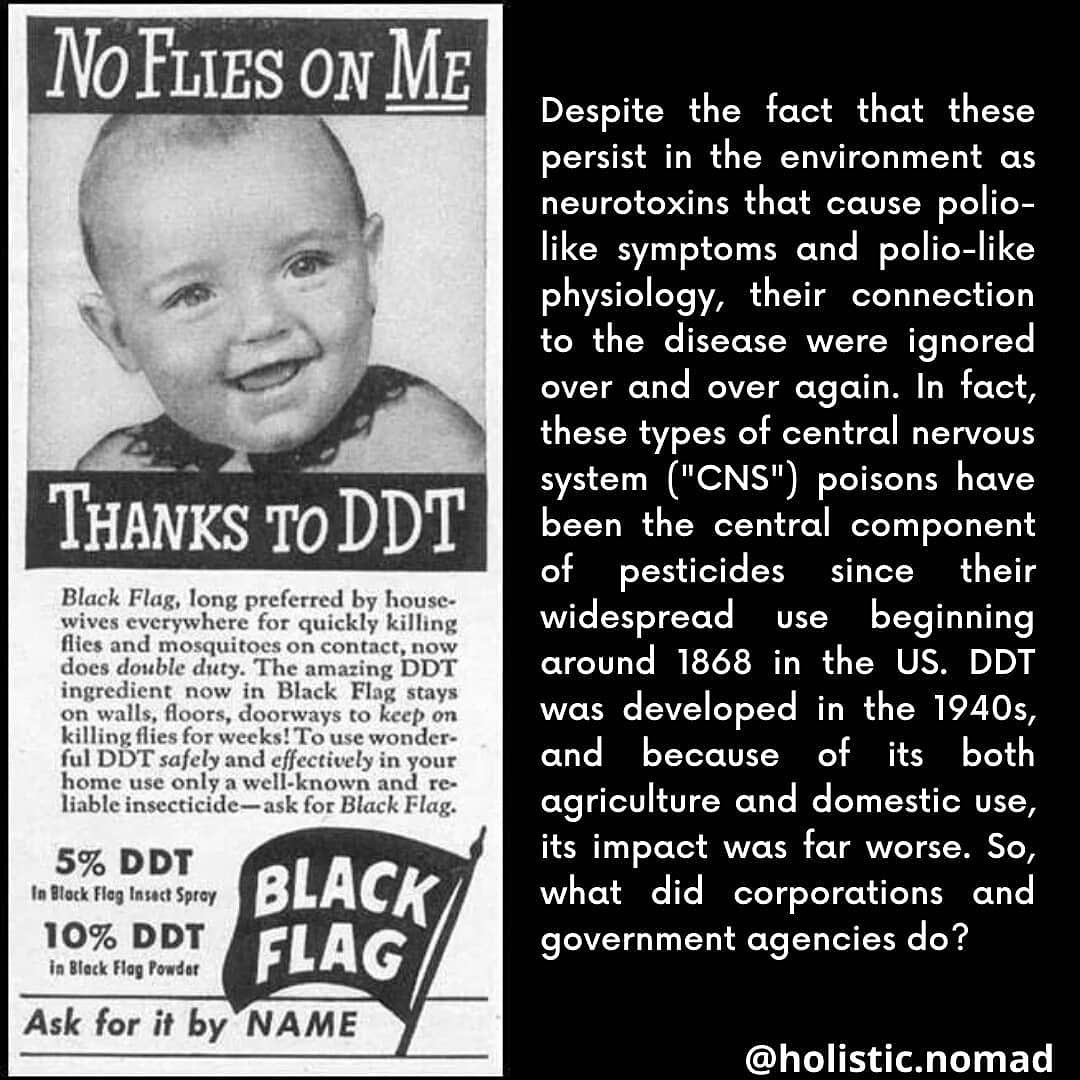 NO FLIES ON ME
THANKS TO DDT
Black Flag, long preferred by house-
wives everywhere for quickly killing
flies and mosquitoes on contact, now
does double duty. The amazing DDT
ingredient now in Black Flag stays
on walls, floors, doorways to keep on
killing flies for weeks! To use wonder-
ful DDT safely and effectively in your
home use only a well-known and re-
liable insecticide—ask for Black Flag.
5% DDT
In Black Flag Insect Spray
10% DDT
in Black Flag Powder
BLACK
FLAG
Ask for it by NAME
Despite the fact that these
persist in the environment as
neurotoxins that cause polio-
like symptoms and polio-like
physiology, their connection
to the disease were ignored
over and over again. In fact,
these types of central nervous
system ("CNS") poisons have
been the central component
of pesticides since their
widespread use beginning
around 1868 in the US. DDT
was developed in the 1940s,
and because of its both
agriculture and domestic use,
its impact was far worse. So,
what did corporations and
government agencies do?
@holistic.nomad